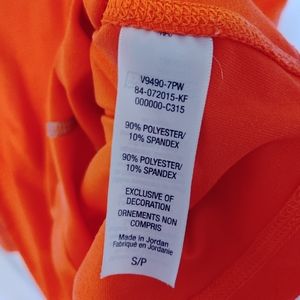 V9490-7PW
84-072015-KF
000000-C315
90% POLYESTER/
10% SPANDEX
90% POLYESTER/
10% SPANDEX
EXCLUSIVE OF
DECORATION
ORNEMENTS NON
COMPRIS
Made in Jordan
Fabriqué en Jordanie
S/P